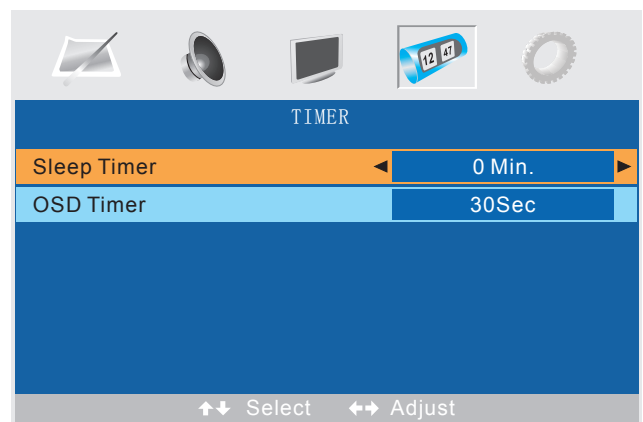 12 47
TIMER
Sleep Timer 0 Min.
OSD Timer 30Sec
Select Adjust